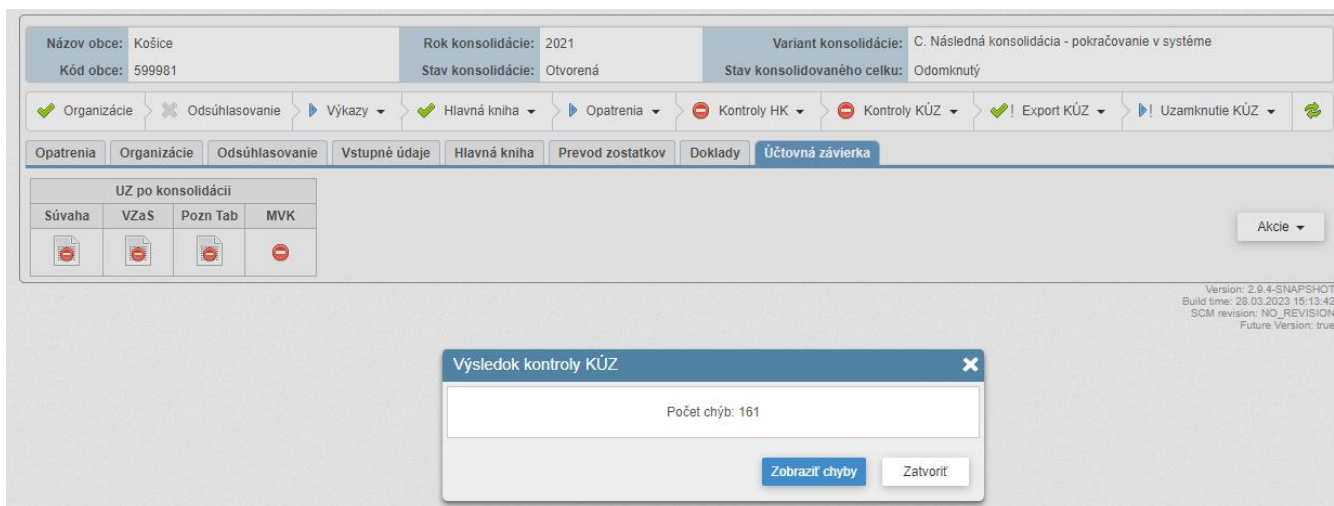 Názov obce: Košice Rok konsolidácie: 2021 Variant konsolidácie: C. Následná konsolidácia - pokračovanie v systéme
Kód obce: 599981 Stav konsolidácie: Otvorená Stav konsolidovaného celku: Odomknutý
Organizácie Odsúhlasovanie Výkazy Hlavná kniha Opatrenia Kontroly HK Kontroly KÚZ ! Export KÚZ ! Uzamknutie KÚZ
Opatrenia Organizácie Odsúhlasovanie Vstupné údaje Hlavná kniha Prevod zostatkov Doklady Účtovná závierka
UZ po konsolidácii
Súvaha VZaS Pozn Tab MVK
Akcie
Version: 2.9.4-SNAPSHOT
Build time: 28.03.2023 15:13:42
SCM revision: NO_REVISION
Future Version: true
Výsledok kontroly KÚZ
Počet chýb: 161
Zobraziť chyby Zatvoriť